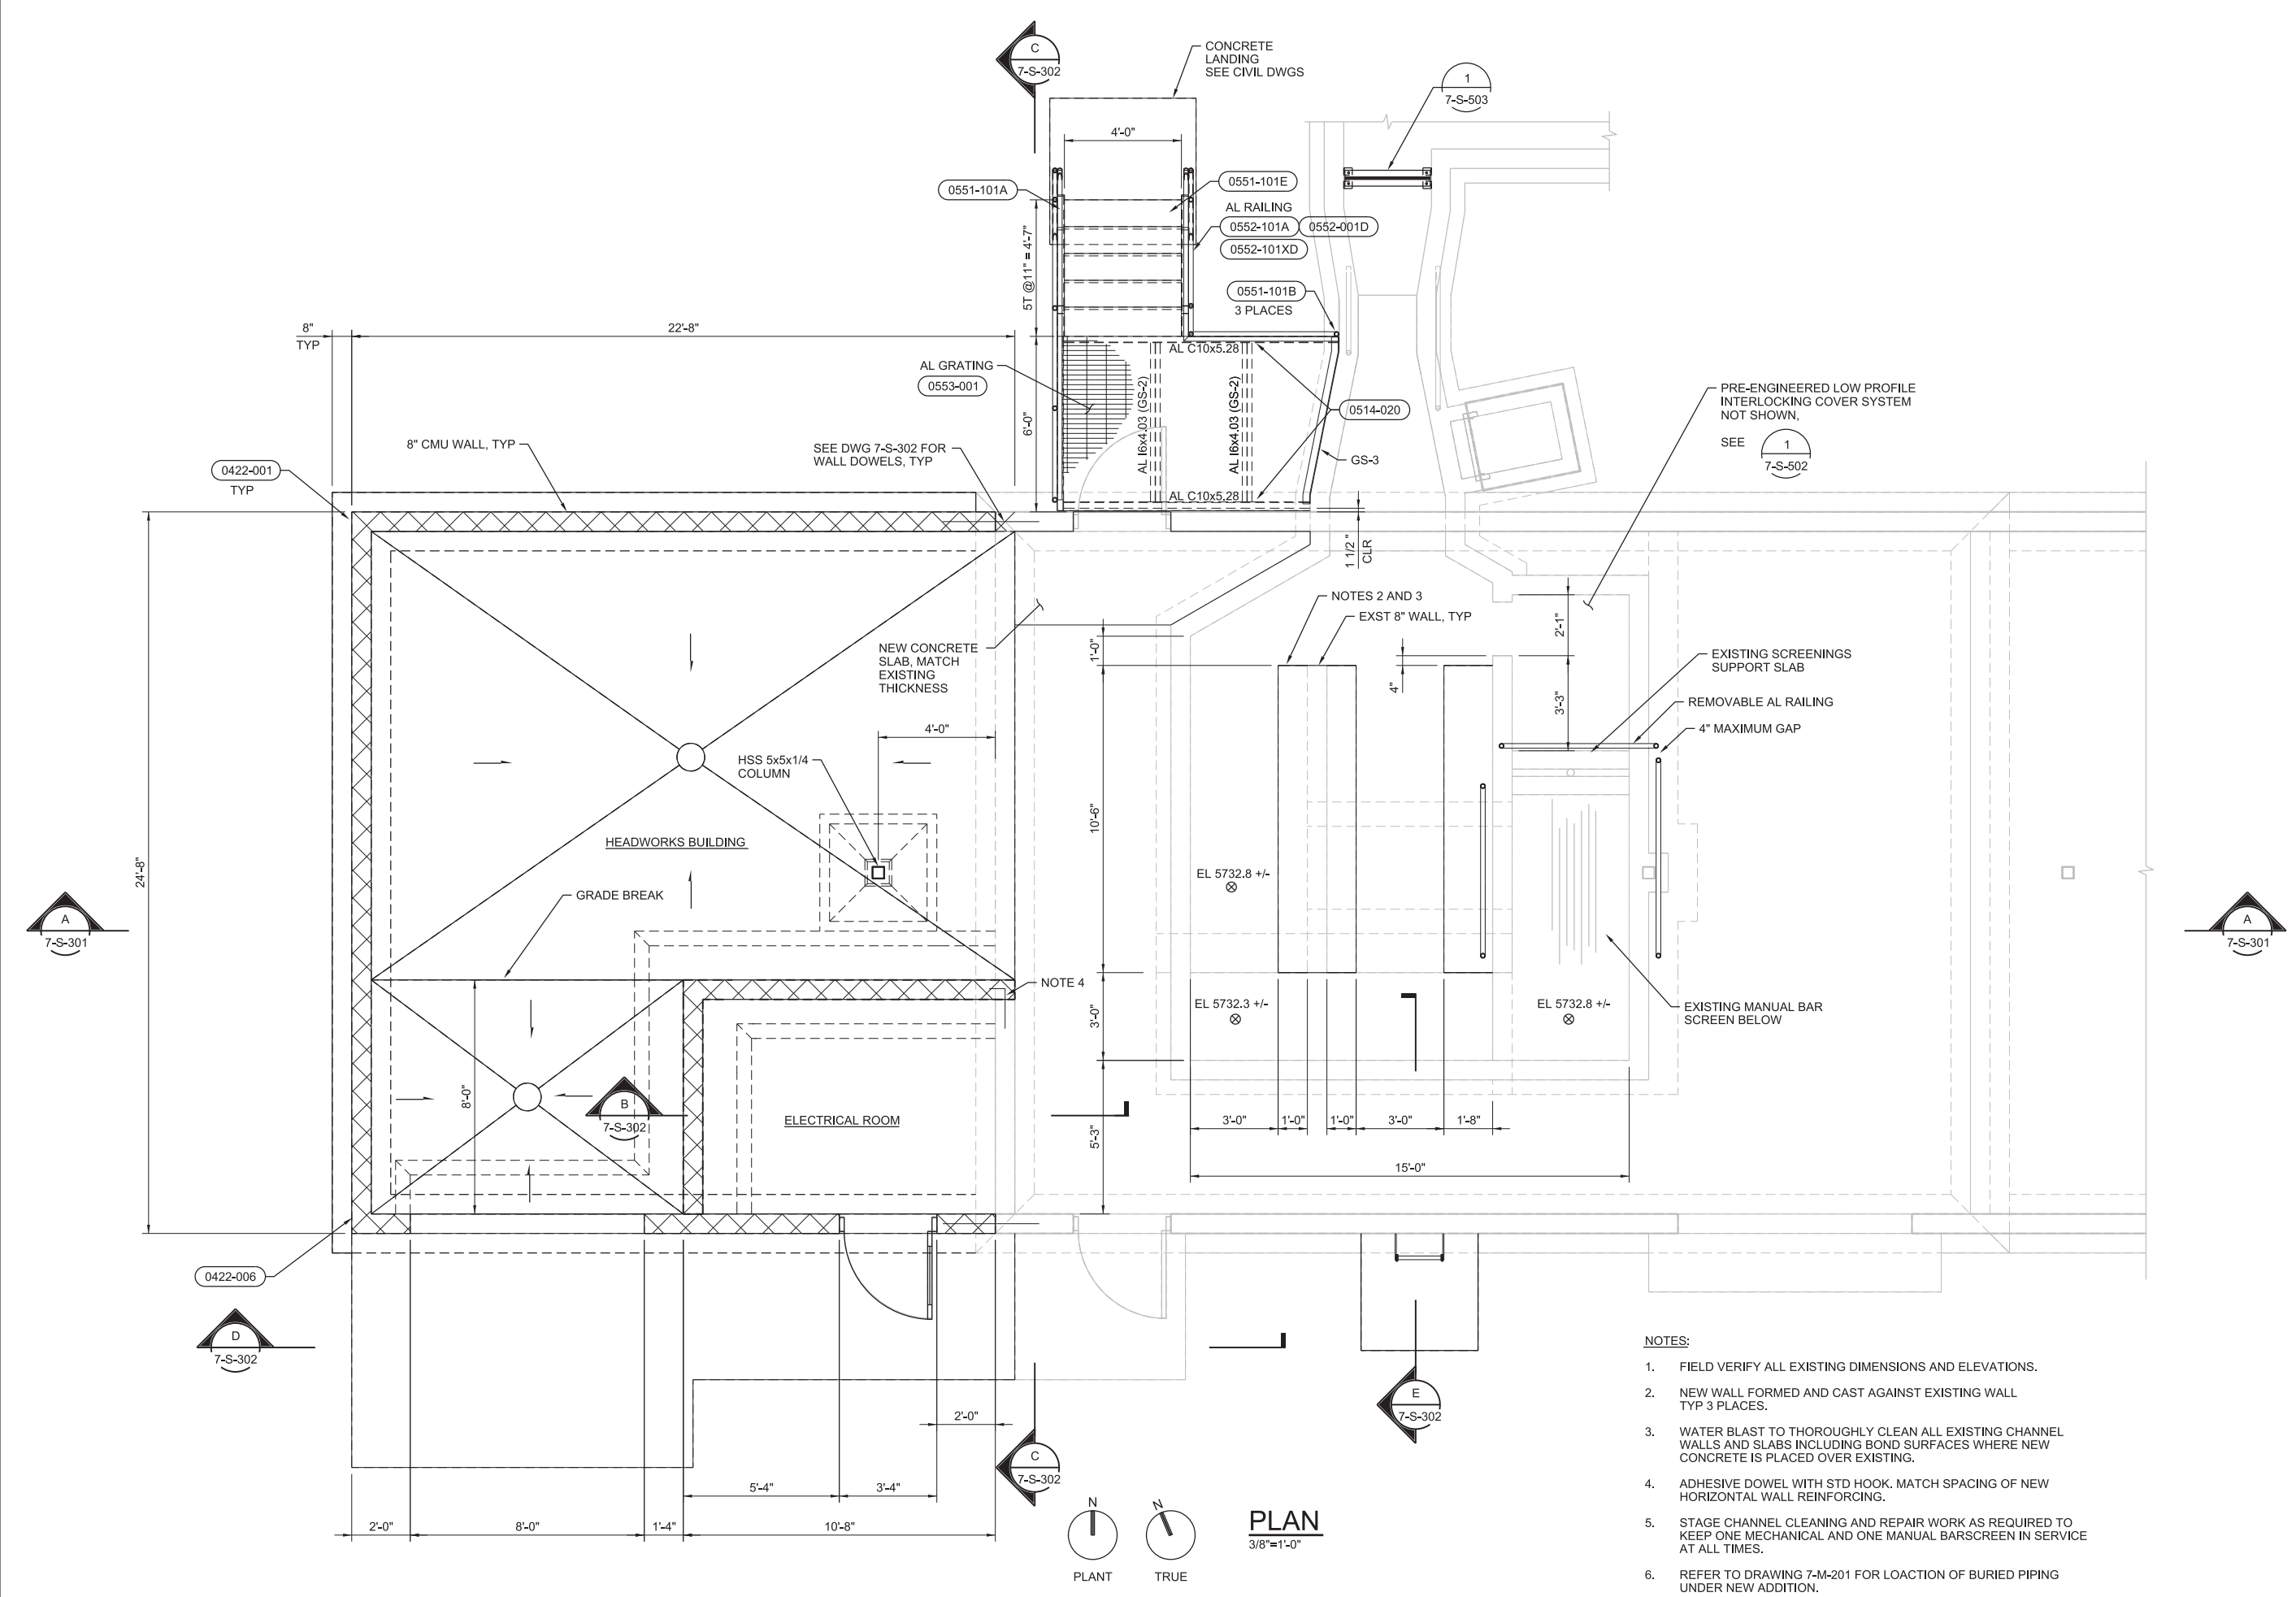 C
7-S-302
CONCRETE
LANDING
SEE CIVIL DWGS
1
7-S-503
4'-0"
0551-101A
0551-101E
AL RAILING
0552-101A
0552-001D
0552-101XD
5T @11" = 4'-7"
0551-101B
3 PLACES
8"
TYP
22'-8"
AL C10x5.28
AL GRATING
0553-001
6'-0"
AL I6x4.03 (GS-2)
AL I6x4.03 (GS-2)
0514-020
PRE-ENGINEERED LOW PROFILE
INTERLOCKING COVER SYSTEM
NOT SHOWN,
SEE
1
7-S-502
8" CMU WALL, TYP
SEE DWG 7-S-302 FOR
WALL DOWELS, TYP
GS-3
0422-001
TYP
AL C10x5.28
1 1/2"
CLR
NOTES 2 AND 3
EXST 8" WALL, TYP
2'-1"
NEW CONCRETE
SLAB, MATCH
EXISTING
THICKNESS
1'-0"
4"
EXISTING SCREENINGS
SUPPORT SLAB
3'-3"
REMOVABLE AL RAILING
4" MAXIMUM GAP
4'-0"
HSS 5x5x1/4
COLUMN
10'-6"
HEADWORKS BUILDING
24'-8"
EL 5732.8 +/-
GRADE BREAK
A
7-S-301
A
7-S-301
NOTE 4
EL 5732.3 +/-
3'-0"
EL 5732.8 +/-
EXISTING MANUAL BAR
SCREEN BELOW
8'-0"
B
7-S-302
ELECTRICAL ROOM
5'-3"
3'-0"
1'-0"
1'-0"
3'-0"
1'-8"
15'-0"
0422-006
D
7-S-302
2'-0"
E
7-S-302
C
7-S-302
5'-4"
3'-4"
2'-0"
8'-0"
1'-4"
10'-8"
N
PLANT
N
TRUE
PLAN
3/8"=1'-0"
NOTES:
1. FIELD VERIFY ALL EXISTING DIMENSIONS AND ELEVATIONS.
2. NEW WALL FORMED AND CAST AGAINST EXISTING WALL
TYP 3 PLACES.
3. WATER BLAST TO THOROUGHLY CLEAN ALL EXISTING CHANNEL
WALLS AND SLABS INCLUDING BOND SURFACES WHERE NEW
CONCRETE IS PLACED OVER EXISTING.
4. ADHESIVE DOWEL WITH STD HOOK. MATCH SPACING OF NEW
HORIZONTAL WALL REINFORCING.
5. STAGE CHANNEL CLEANING AND REPAIR WORK AS REQUIRED TO
KEEP ONE MECHANICAL AND ONE MANUAL BARSCREEN IN SERVICE
AT ALL TIMES.
6. REFER TO DRAWING 7-M-201 FOR LOACTION OF BURIED PIPING
UNDER NEW ADDITION.